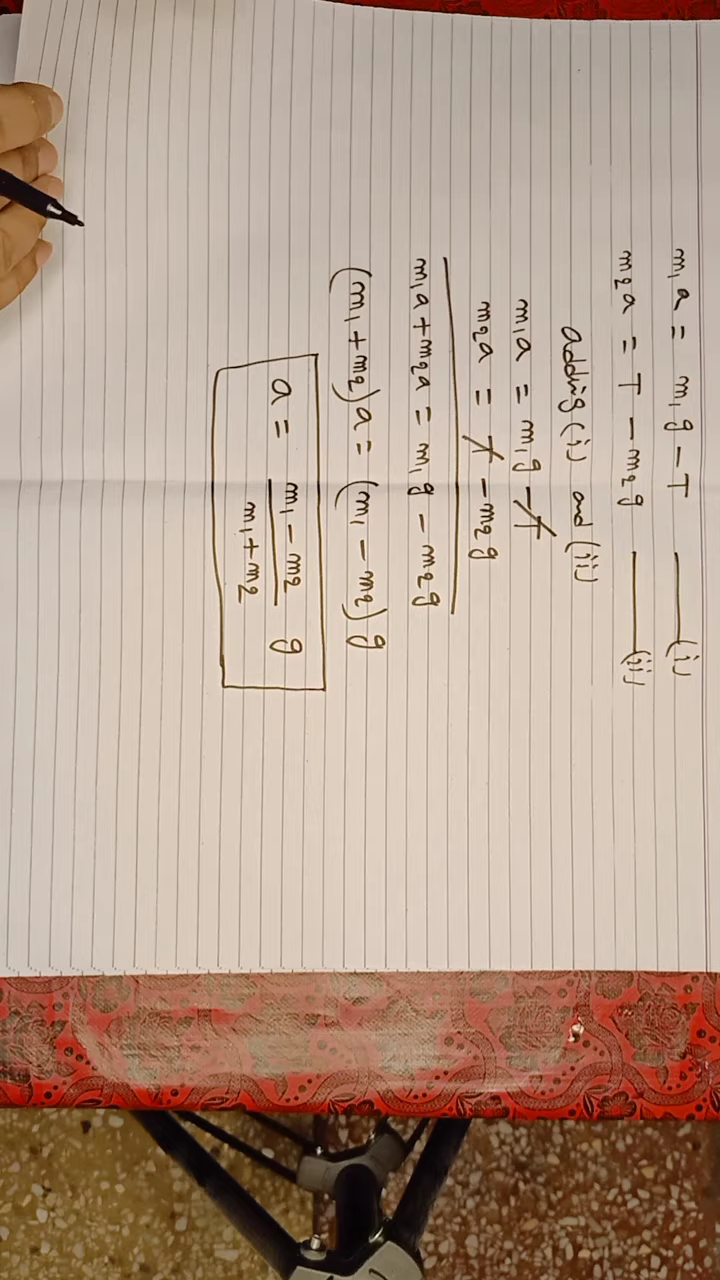 m₁a = m₁g - T ——(i)
m₂a = T - m₂g ——(ii)
adding (i) and (ii)
m₁a = m₁g - T
m₂a = T - m₂g
m₁a + m₂a = m₁g - m₂g
(m₁ + m₂)a = (m₁ - m₂)g
a = (m₁ - m₂)/(m₁ + m₂) g